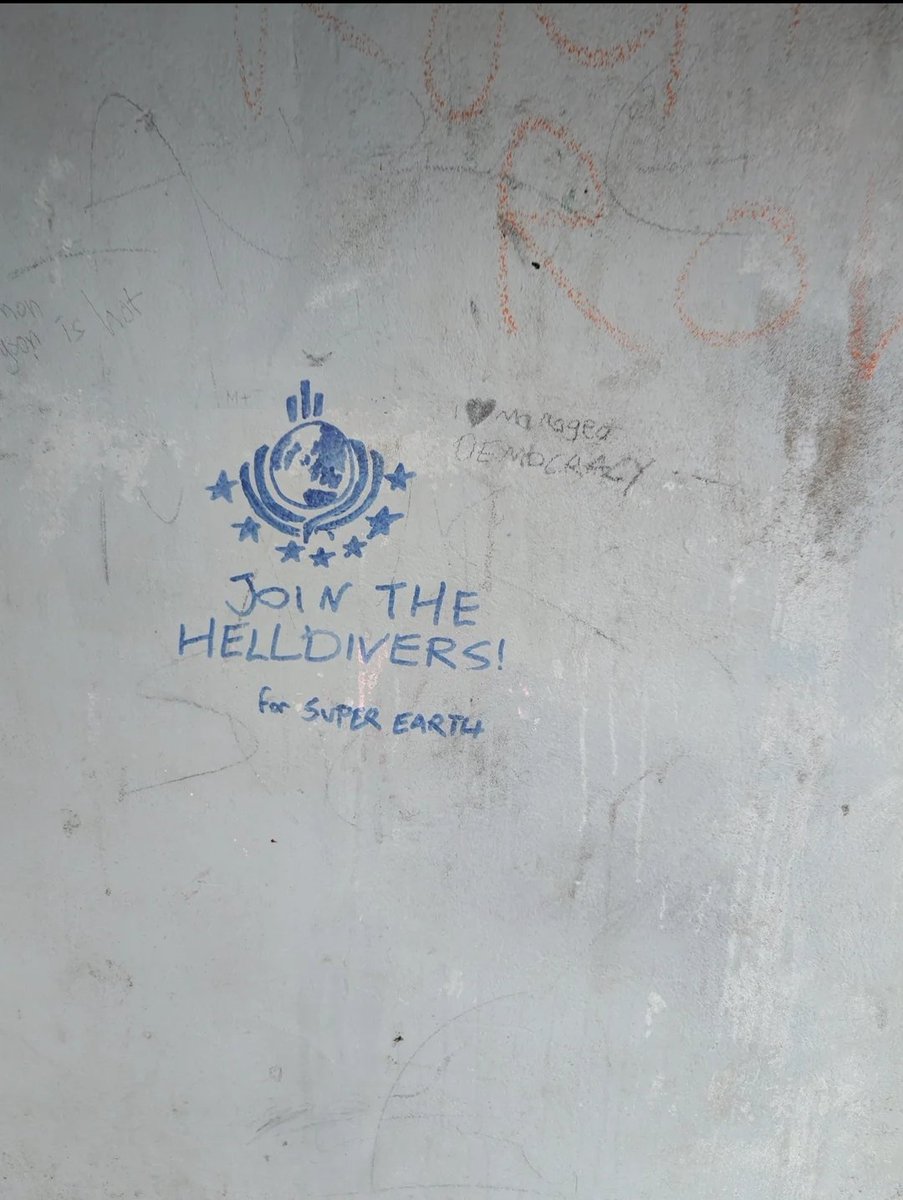 R O
is hot
M+T
I ♥ managed
DEMOCRACY
JOIN THE
HELLDIVERS!
for SUPER EARTH